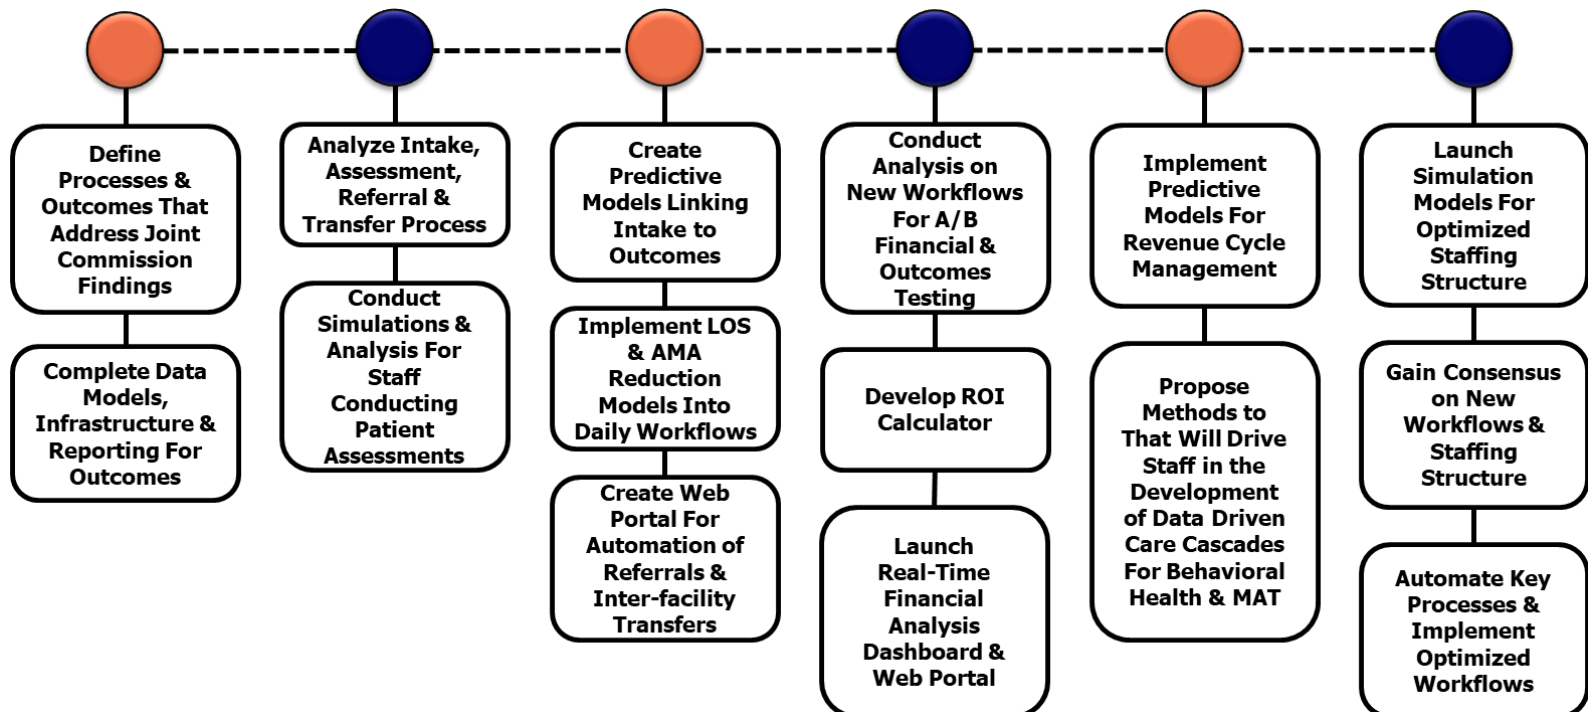 Define
Processes &
Outcomes That
Address Joint
Commission
Findings
Complete Data
Models,
Infrastructure &
Reporting For
Outcomes
Analyze Intake,
Assessment,
Referral &
Transfer Process
Conduct
Simulations &
Analysis For
Staff
Conducting
Patient
Assessments
Create
Predictive
Models Linking
Intake to
Outcomes
Implement LOS
& AMA
Reduction
Models Into
Daily Workflows
Create Web
Portal For
Automation of
Referrals &
Inter-facility
Transfers
Conduct
Analysis on
New Workflows
For A/B
Financial &
Outcomes
Testing
Develop ROI
Calculator
Launch
Real-Time
Financial
Analysis
Dashboard &
Web Portal
Implement
Predictive
Models For
Revenue Cycle
Management
Propose
Methods to
That Will Drive
Staff in the
Development
of Data Driven
Care Cascades
For Behavioral
Health & MAT
Launch
Simulation
Models For
Optimized
Staffing
Structure
Gain Consensus
on New
Workflows &
Staffing
Structure
Automate Key
Processes &
Implement
Optimized
Workflows